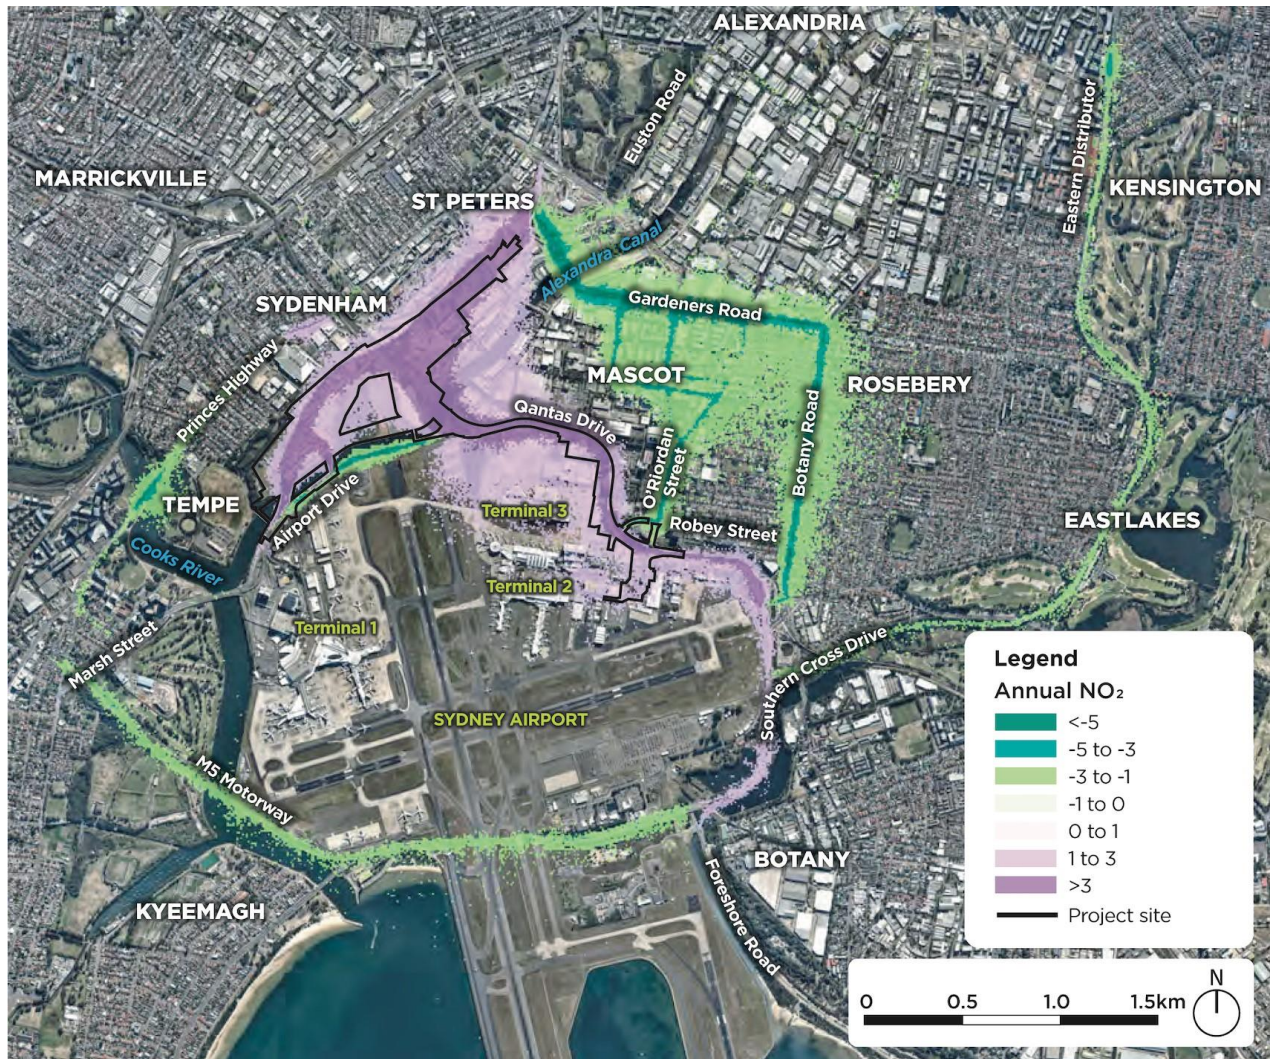 ALEXANDRIA
Euston Road
Eastern Distributor
MARRICKVILLE
KENSINGTON
ST PETERS
Alexandra Canal
SYDENHAM
Gardeners Road
Princes Highway
MASCOT
ROSEBERY
Qantas Drive
Botany Road
O'Riordan
Street
TEMPE
Airport Drive
Terminal 3
Robey Street
EASTLAKES
Cooks River
Terminal 2
Terminal 1
Marsh Street
Southern Cross Drive
SYDNEY AIRPORT
M5 Motorway
BOTANY
Foreshore Road
KYEEMAGH
Legend
Annual NO₂
<-5
-5 to -3
-3 to -1
-1 to 0
0 to 1
1 to 3
>3
Project site
0 0.5 1.0 1.5km
N